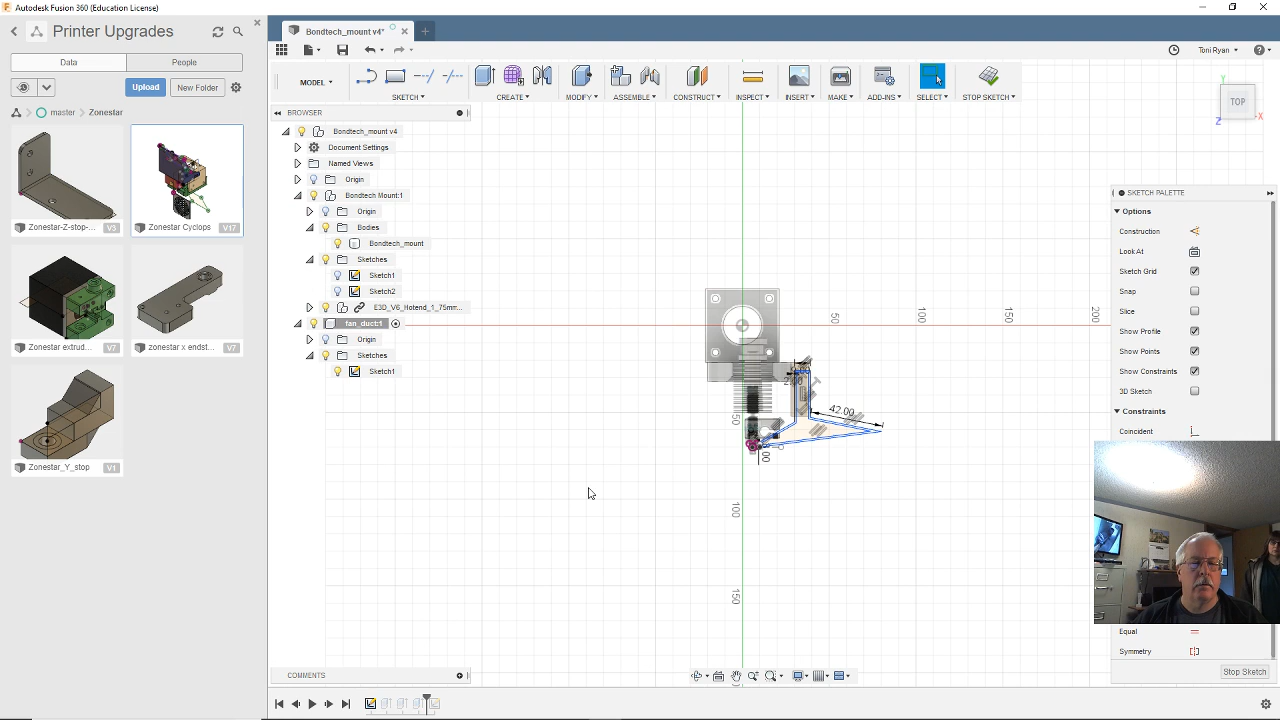 Autodesk Fusion 360 (Education License)
Printer Upgrades
Data
People
Upload
New Folder
master
Zonestar
Zonestar-Z-stop-... V3
Zonestar Cyclops V17
Zonestar extrud... V7
zonestar x endst... V7
Zonestar_Y_stop V1
Bondtech_mount v4*
Toni Ryan
MODEL
SKETCH
CREATE
MODIFY
ASSEMBLE
CONSTRUCT
INSPECT
INSERT
MAKE
ADD-INS
SELECT
STOP SKETCH
BROWSER
Bondtech_mount v4
Document Settings
Named Views
Origin
Bondtech Mount:1
Origin
Bodies
Bondtech_mount
Sketches
Sketch1
Sketch2
E3D_V6_Hotend_1_75mm...
fan_duct:1
Origin
Sketches
Sketch1
COMMENTS
Y
TOP
X
Z
50
100
150
200
50
100
150
42.00
SKETCH PALETTE
Options
Construction
Look At
Sketch Grid
Snap
Slice
Show Profile
Show Points
Show Constraints
3D Sketch
Constraints
Coincident
Equal
Symmetry
Stop Sketch